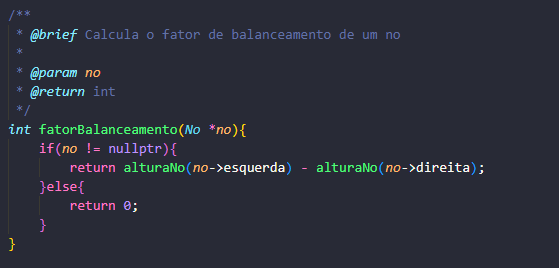 /**
 * @brief Calcula o fator de balanceamento de um no
 *
 * @param no
 * @return int
 */
int fatorBalanceamento(No *no){
    if(no != nullptr){
        return alturaNo(no->esquerda) - alturaNo(no->direita);
    }else{
        return 0;
    }
}